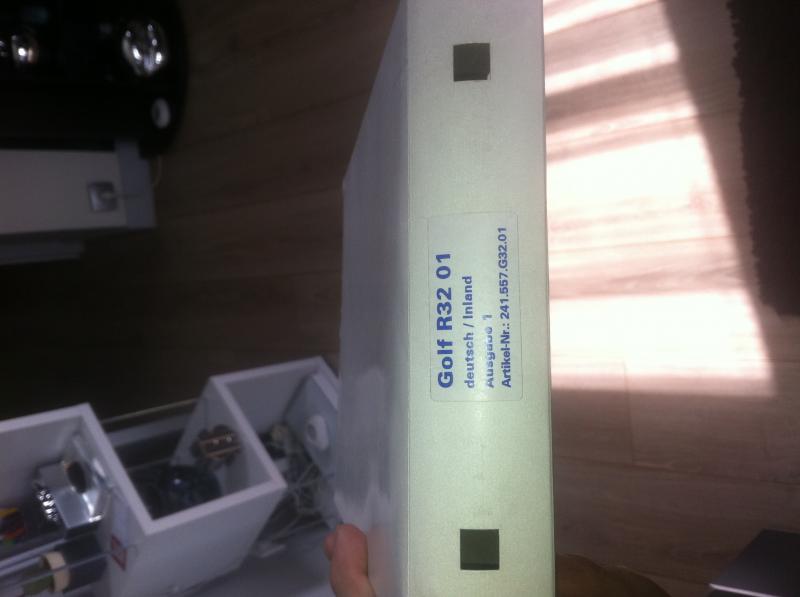 Golf R32 01
deutsch / Inland
Ausgabe 1
Artikel-Nr.: 241.557.G32.01